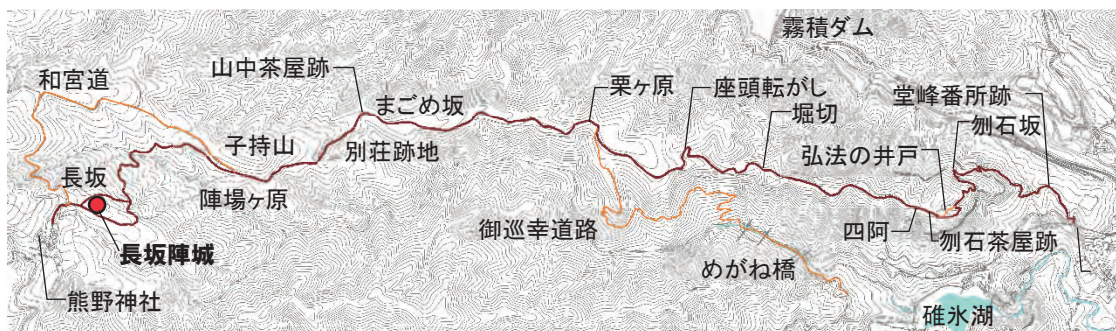 霧積ダム
和宮道
山中茶屋跡
まごめ坂
栗ヶ原
座頭転がし
堀切
堂峰番所跡
刎石坂
弘法の井戸
子持山
別荘跡地
長坂
陣場ヶ原
長坂陣城
熊野神社
御巡幸道路
めがね橋
四阿
刎石茶屋跡
碓氷湖